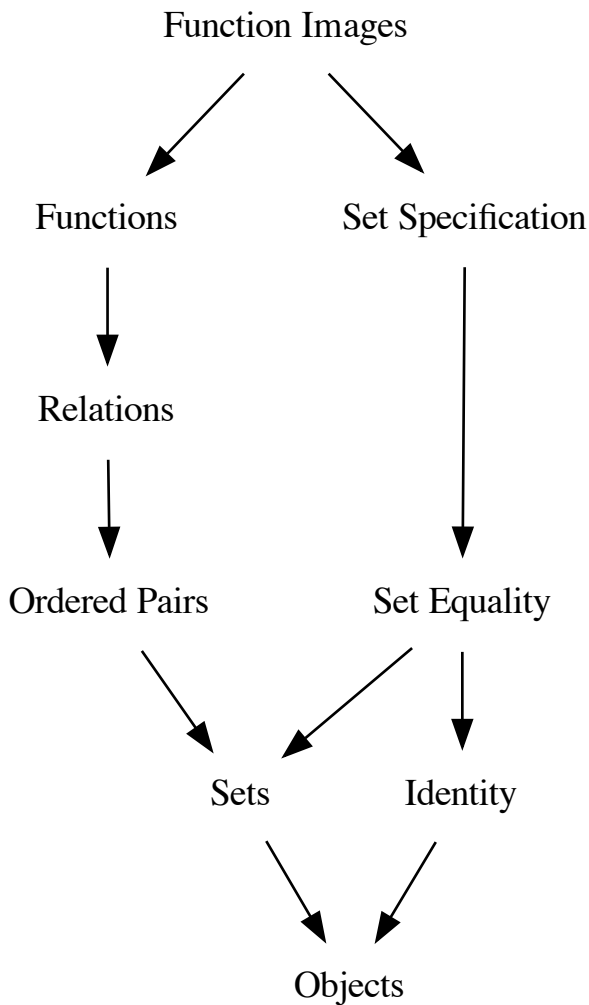 Function Images
Functions
Set Specification
Relations
Ordered Pairs
Set Equality
Sets
Identity
Objects